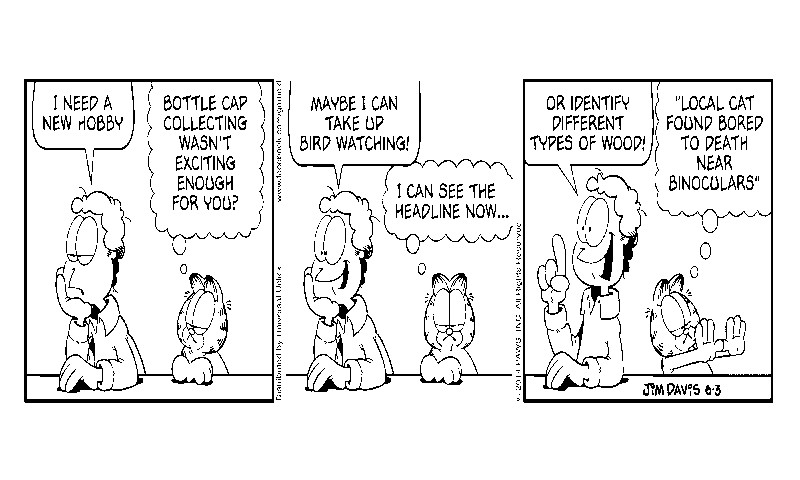 I NEED A
NEW HOBBY
BOTTLE CAP
COLLECTING
WASN'T
EXCITING
ENOUGH
FOR YOU?
MAYBE I CAN
TAKE UP
BIRD WATCHING!
I CAN SEE THE
HEADLINE NOW...
OR IDENTIFY
DIFFERENT
TYPES OF WOOD!
"LOCAL CAT
FOUND BORED
TO DEATH
NEAR
BINOCULARS"
JIM DAVIS 6-3